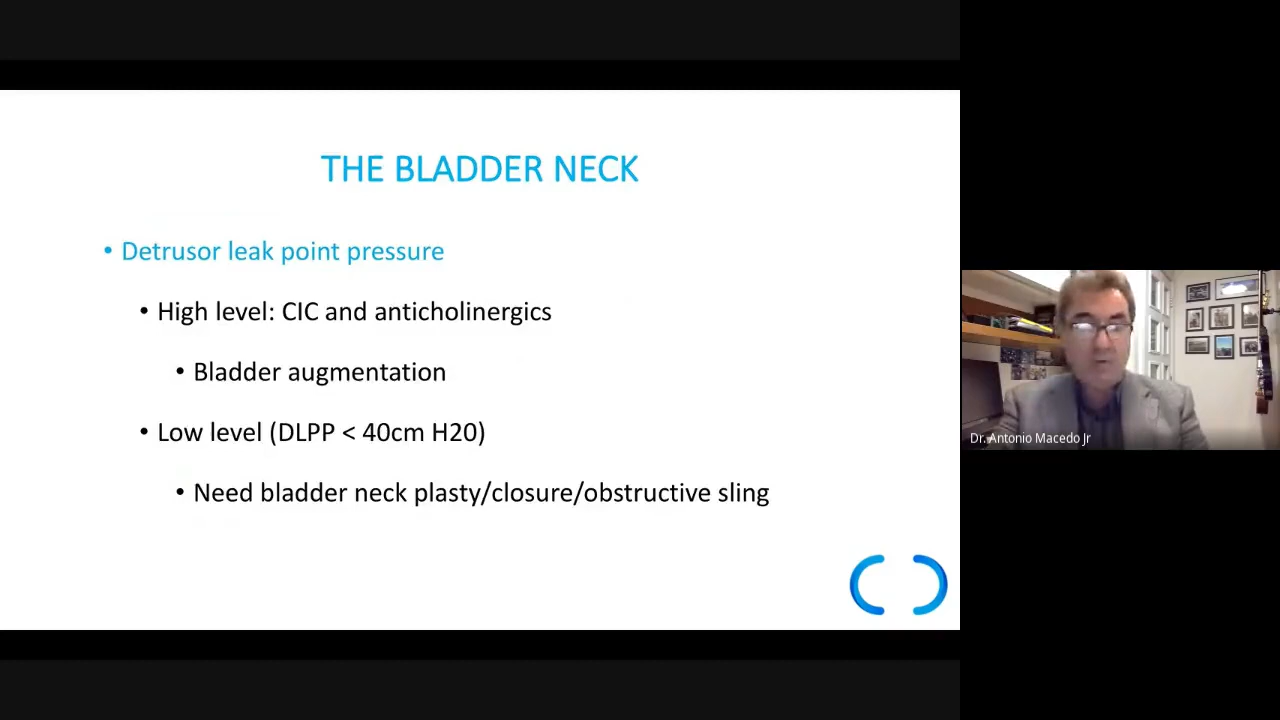 THE BLADDER NECK
• Detrusor leak point pressure
• High level: CIC and anticholinergics
• Bladder augmentation
• Low level (DLPP < 40cm H20)
• Need bladder neck plasty/closure/obstructive sling
Dr. Antonio Macedo Jr